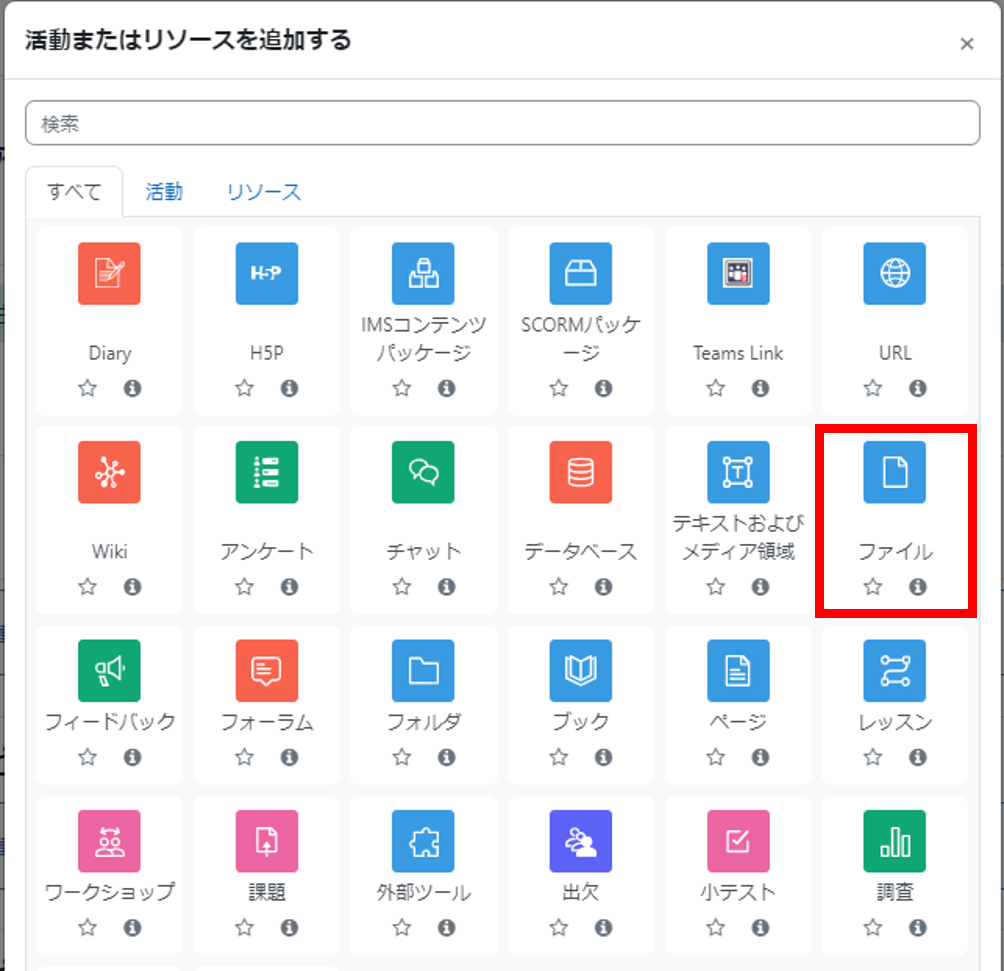 活動またはリソースを追加する
×
検索
すべて 活動 リソース
Diary
H5P
H5P
IMSコンテンツ
パッケージ
SCORMパッケ
ージ
Teams Link
URL
Wiki
アンケート
チャット
データベース
T
テキストおよび
メディア領域
ファイル
フィードバック
フォーラム
フォルダ
ブック
ページ
レッスン
ワークショップ
課題
外部ツール
出欠
小テスト
調査